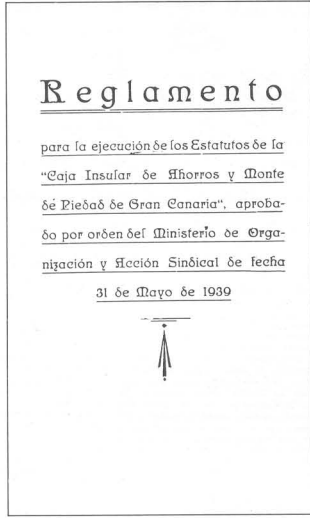 Reglamento
para la ejecución de los Estatutos de la
"Caja Insular de Ahorros y Monte
de Piedad de Gran Canaria", aproba-
do por orden del Ministerio de Orga-
nización y Acción Sindical de fecha
31 de Mayo de 1939